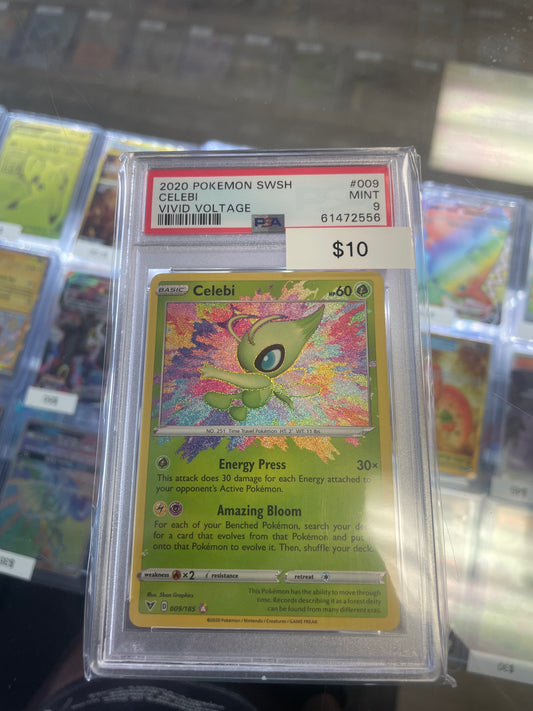 2020 POKEMON SWSH #009
CELEBI MINT
VIVID VOLTAGE 9
PSA 61472556
$10
BASIC Celebi HP60
NO. 251 Time Travel Pokémon HT: 2' WT: 11 lbs.
Energy Press 30×
This attack does 30 damage for each Energy attached to
your opponent's Active Pokémon.
Amazing Bloom
For each of your Benched Pokémon, search your deck
for a card that evolves from that Pokémon and put
onto that Pokémon to evolve it. Then, shuffle your deck.
weakness ×2 resistance retreat
Illus. Shan Graphics
D 009/185
This Pokémon has the ability to move through
time. Records describing it as a forest deity
can be found from many different eras.
©2020 Pokémon / Nintendo / Creatures / GAME FREAK